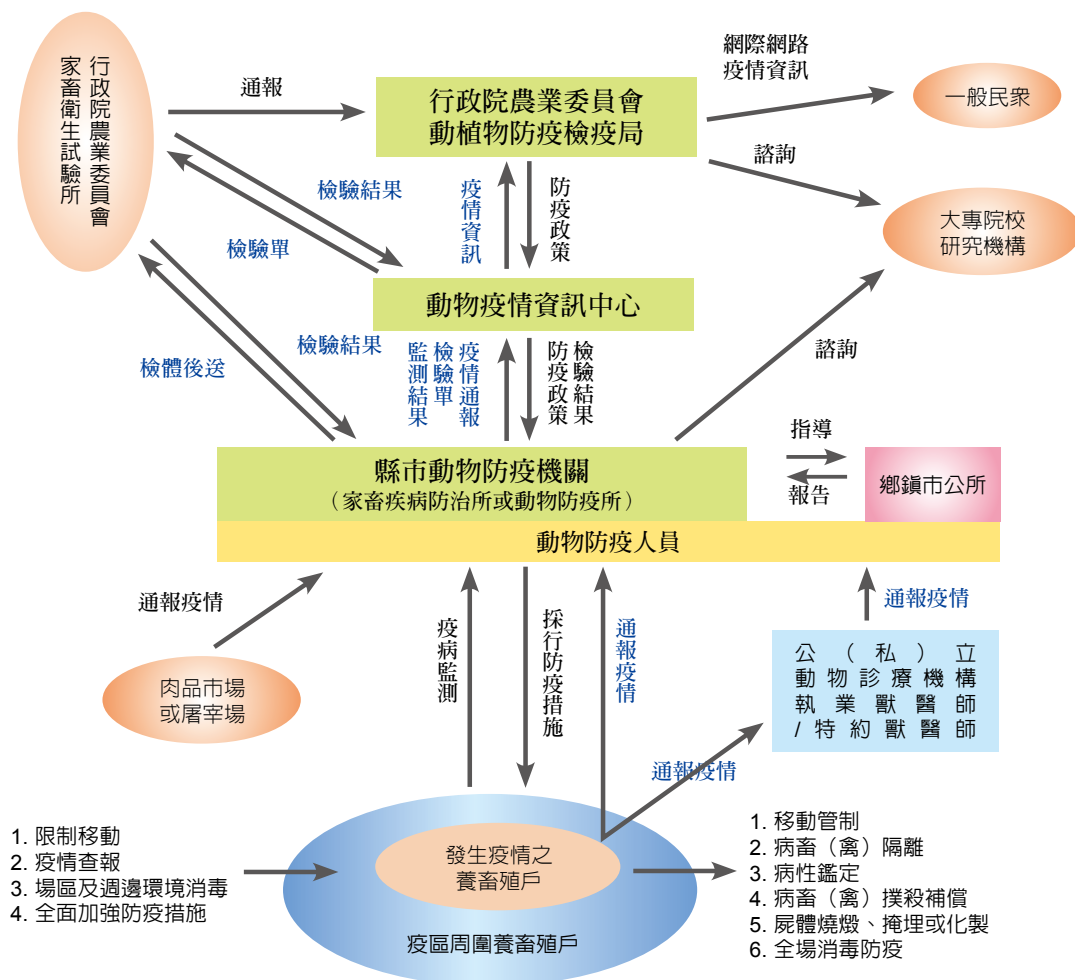 行政院農業委員會
家畜衛生試驗所
通報
行政院農業委員會
動植物防疫檢疫局
網際網路
疫情資訊
一般民眾
諮詢
大專院校
研究機構
檢驗結果
檢驗單
疫情資訊
防疫政策
動物疫情資訊中心
檢驗結果
檢體後送
疫情通報
檢驗單
監測結果
檢驗結果
防疫政策
諮詢
縣市動物防疫機關
（家畜疾病防治所或動物防疫所）
指導
報告
鄉鎮市公所
動物防疫人員
通報疫情
肉品市場
或屠宰場
疫病監測
採行防疫措施
通報疫情
通報疫情
公（私）立
動物診療機構
執業獸醫師
/特約獸醫師
通報疫情
1. 限制移動
2. 疫情查報
3. 場區及週邊環境消毒
4. 全面加強防疫措施
發生疫情之
養畜殖戶
疫區周圍養畜殖戶
1. 移動管制
2. 病畜（禽）隔離
3. 病性鑑定
4. 病畜（禽）撲殺補償
5. 屍體燒燬、掩埋或化製
6. 全場消毒防疫